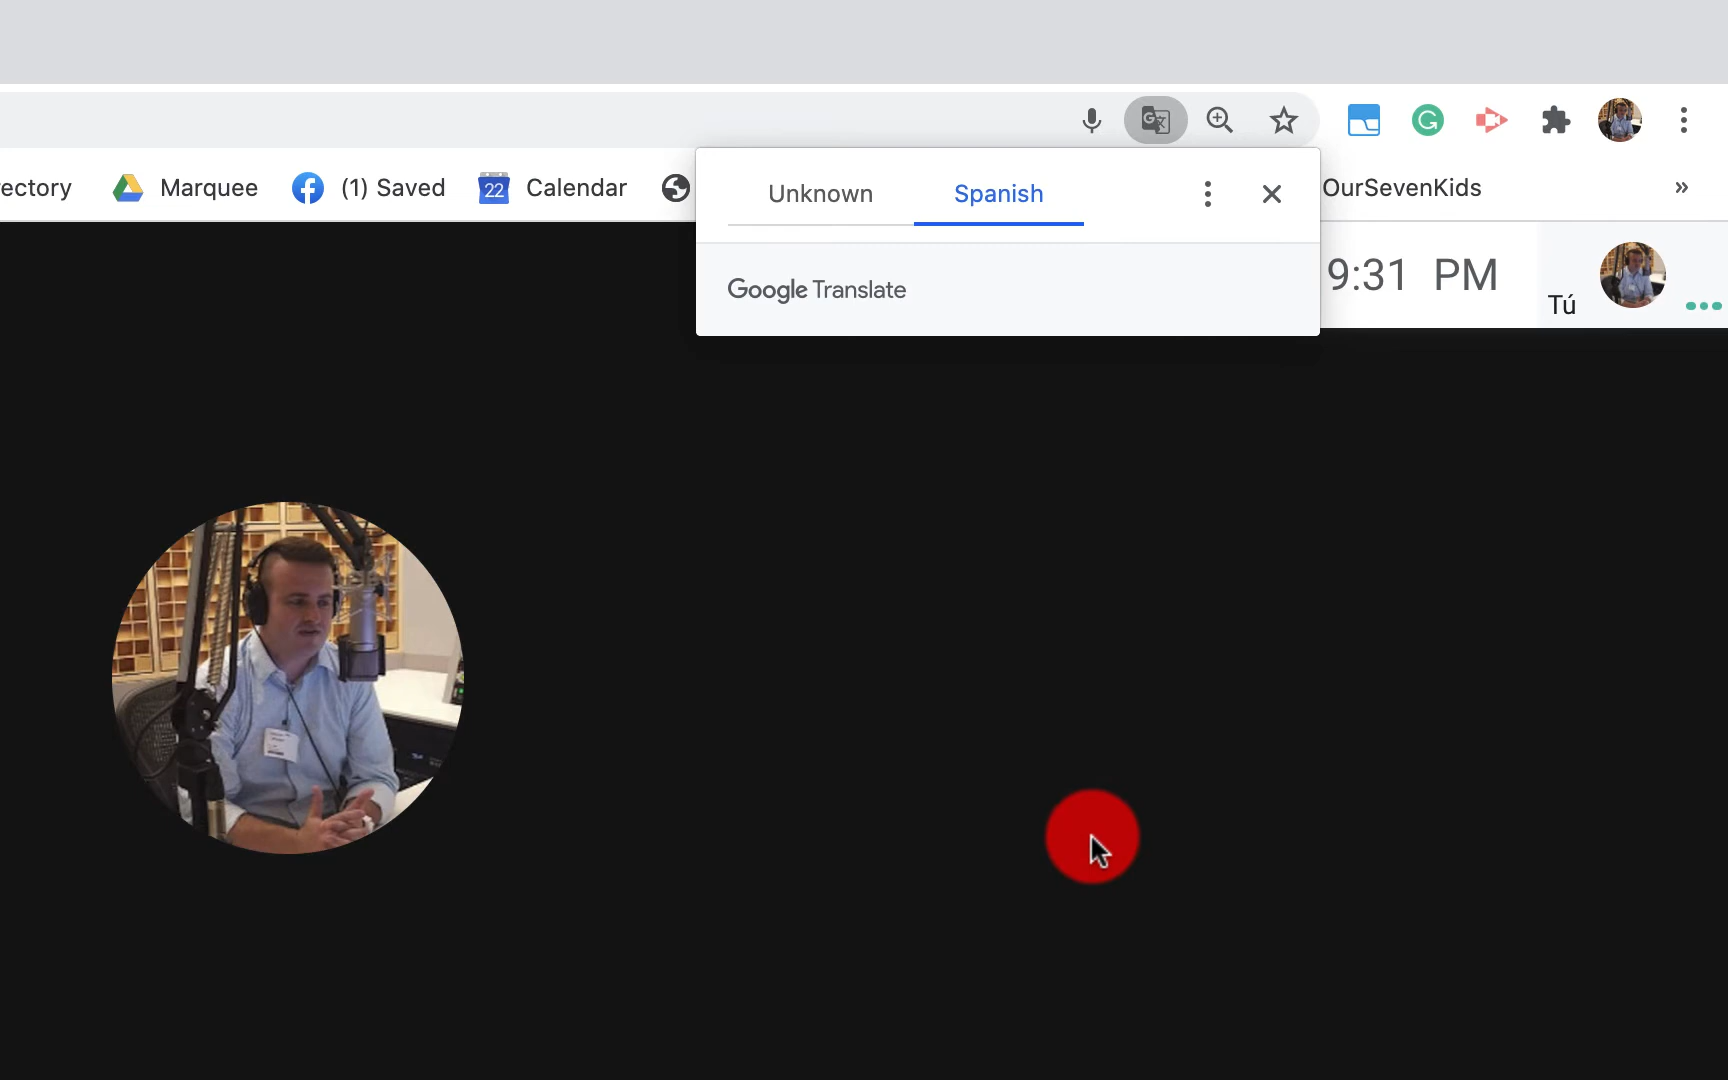 ectory Marquee (1) Saved 22 Calendar OurSevenKids »
Unknown Spanish
Google Translate
9:31 PM
Tú